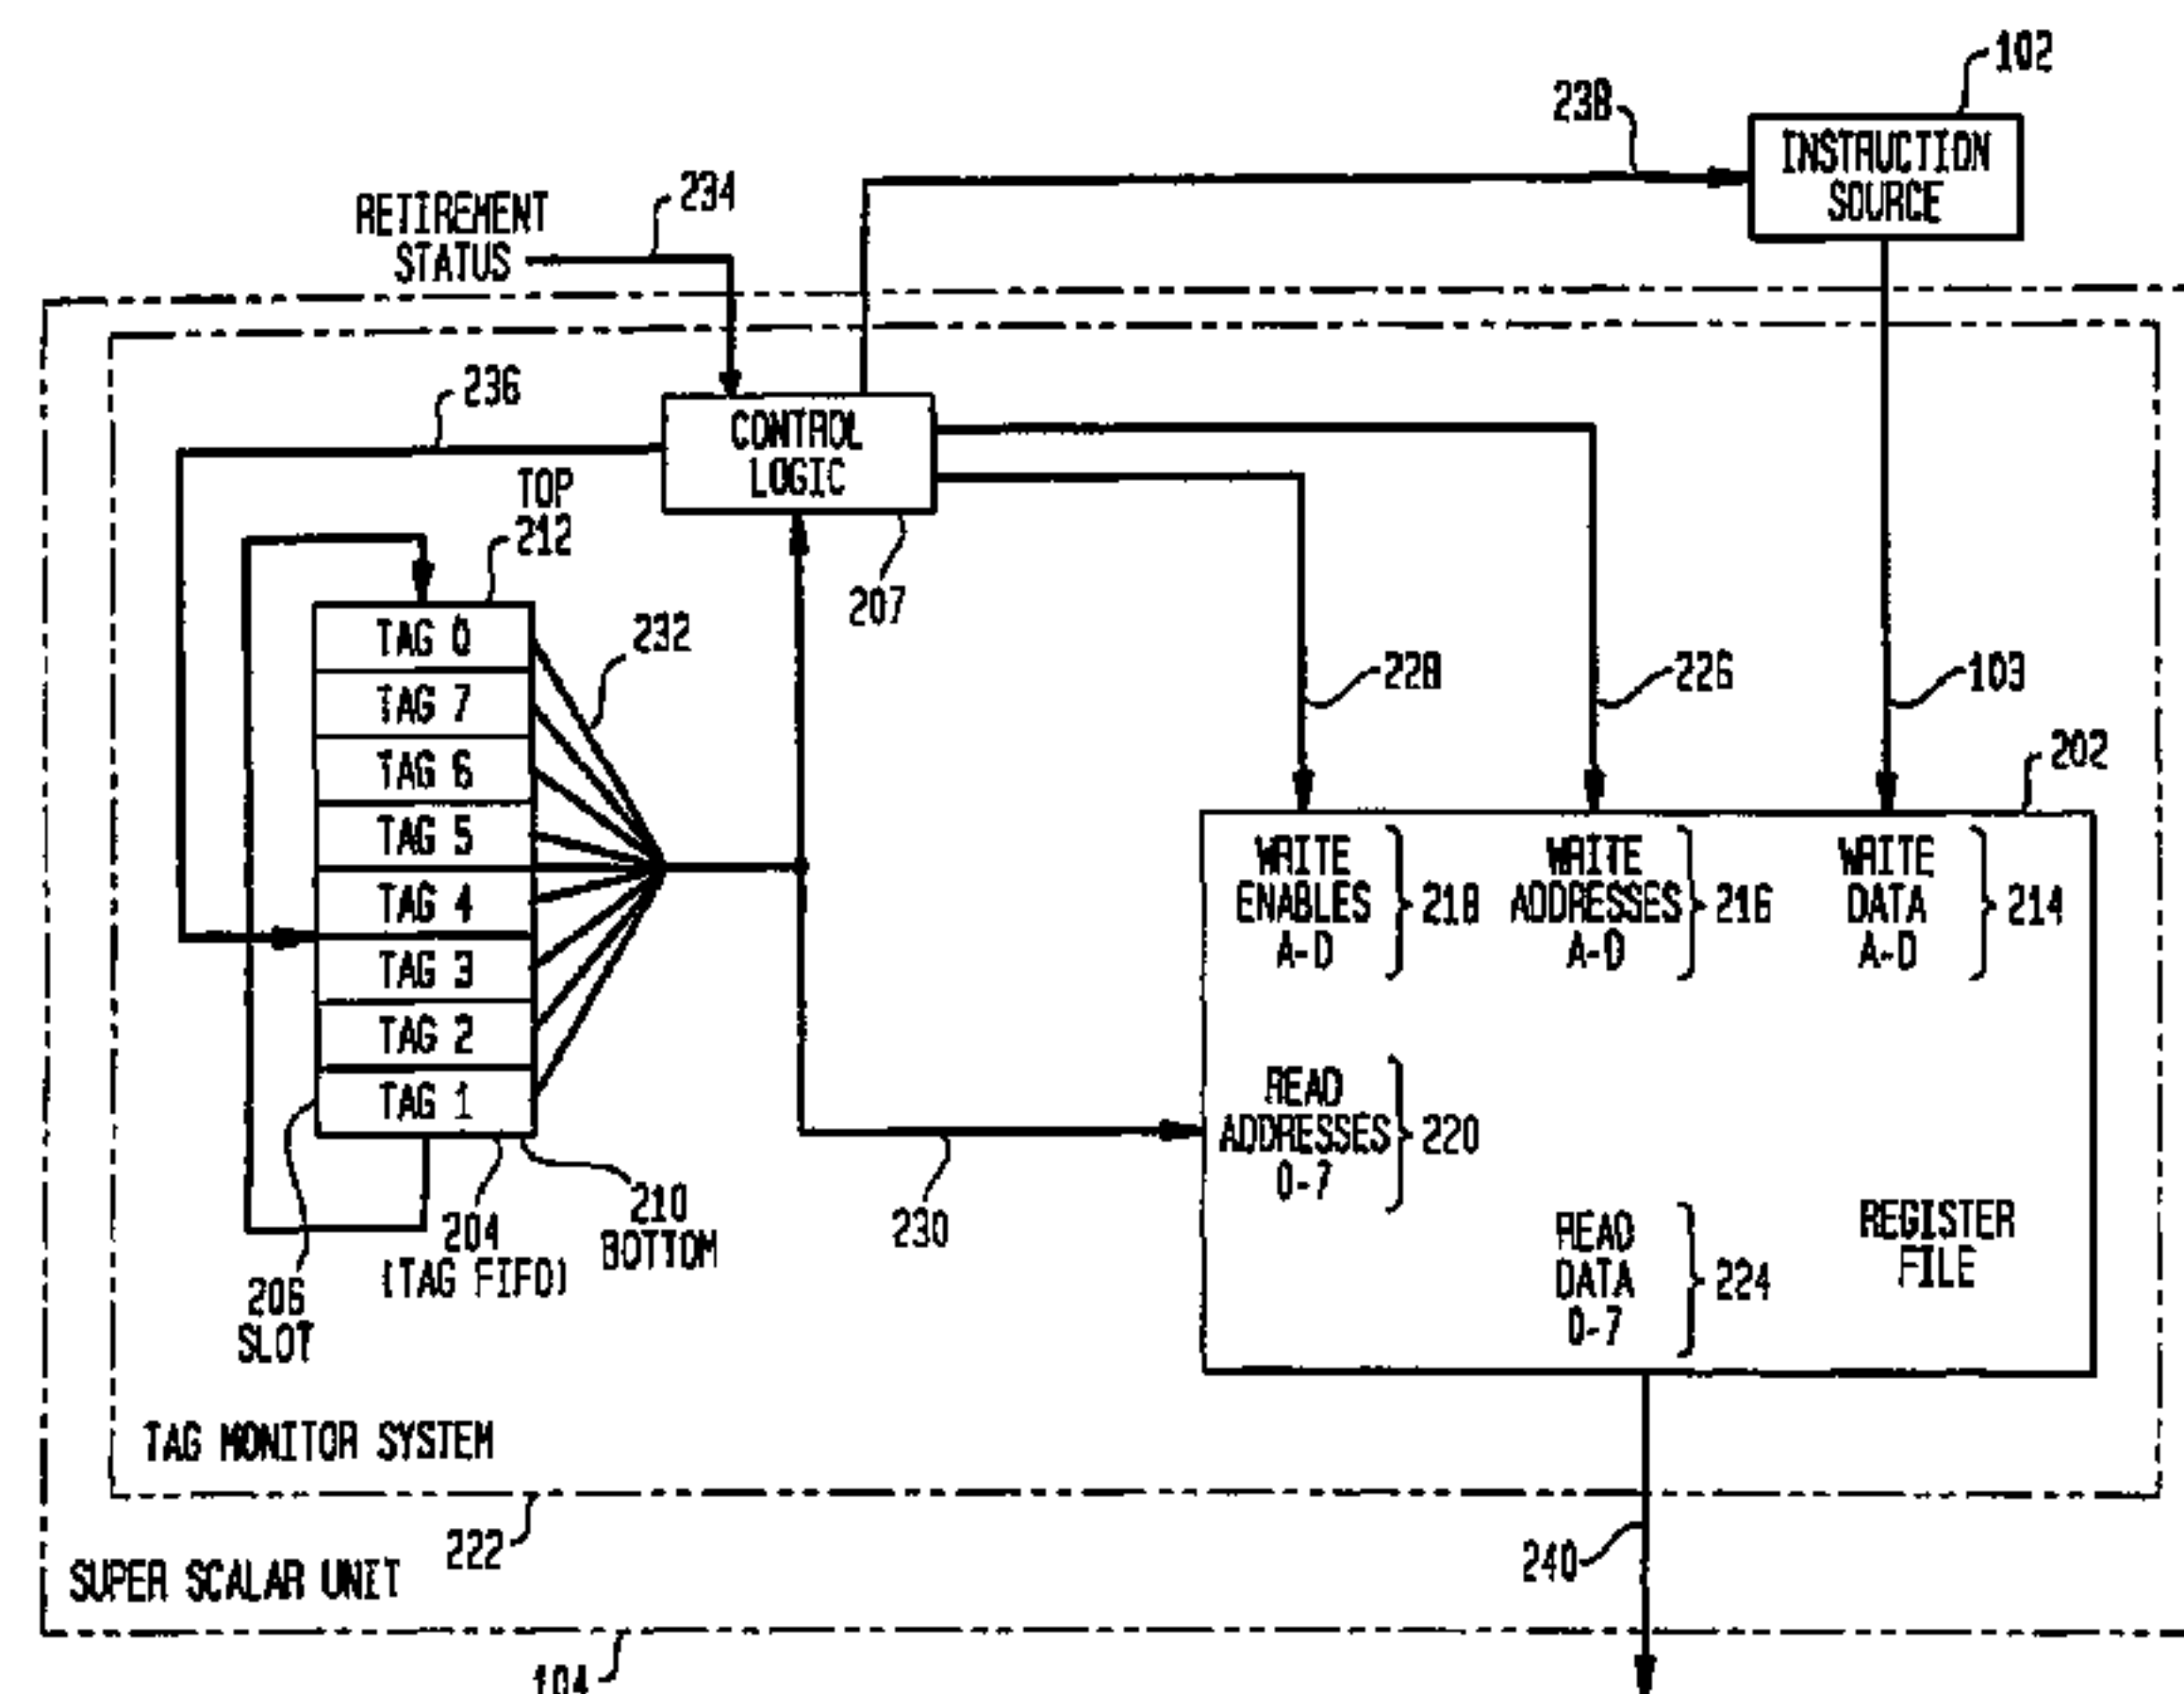 102
238
INSTRUCTION
SOURCE
RETIREMENT
STATUS
234
236
CONTROL
LOGIC
TOP
212
207
TAG 0
TAG 7
TAG 6
TAG 5
TAG 4
TAG 3
TAG 2
TAG 1
232
228
226
103
202
WRITE
ENABLES
A-D
218
WRITE
ADDRESSES
A-D
216
WRITE
DATA
A-D
214
READ
ADDRESSES
0-7
220
READ
DATA
0-7
224
REGISTER
FILE
230
204
(TAG FIFO)
210
BOTTOM
206
SLOT
TAG MONITOR SYSTEM
222
SUPER SCALAR UNIT
240
104